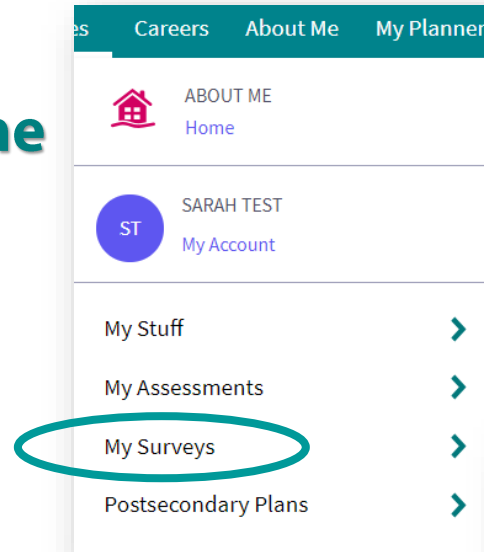 es Careers About Me My Planner
ne
ABOUT ME
Home
SARAH TEST
ST
My Account
My Stuff
My Assessments
My Surveys
Postsecondary Plans